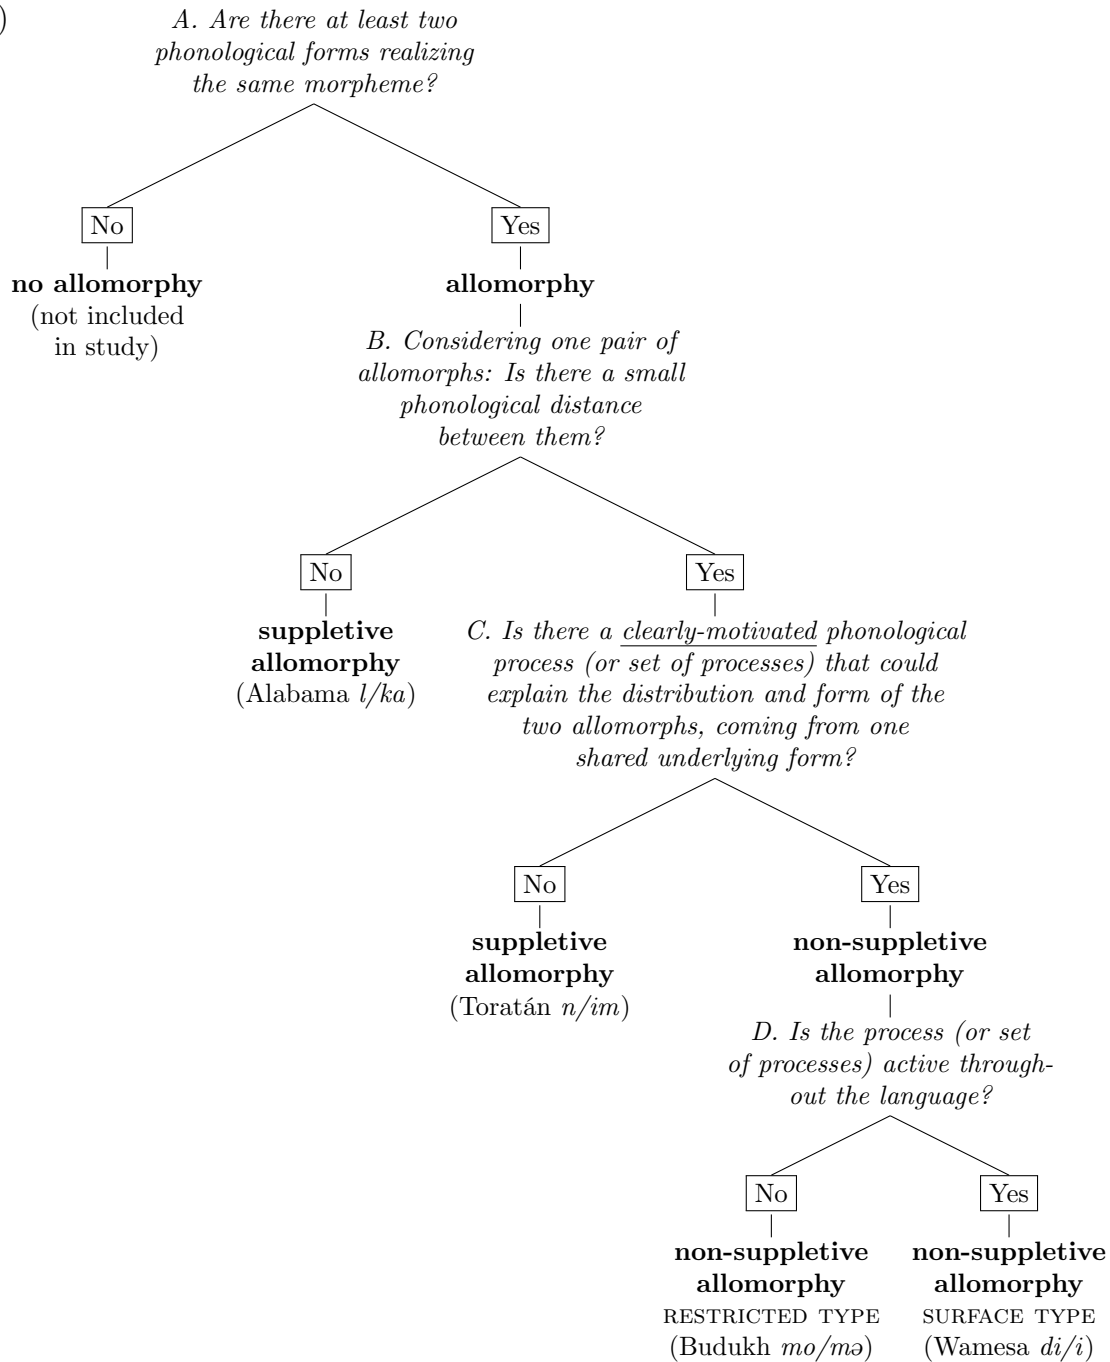 )
A. Are there at least two
phonological forms realizing
the same morpheme?
No
Yes
no allomorphy
(not included
in study)
allomorphy
B. Considering one pair of
allomorphs: Is there a small
phonological distance
between them?
No
Yes
suppletive
allomorphy
(Alabama l/ka)
C. Is there a clearly-motivated phonological
process (or set of processes) that could
explain the distribution and form of the
two allomorphs, coming from one
shared underlying form?
No
Yes
suppletive
allomorphy
(Toratán n/im)
non-suppletive
allomorphy
D. Is the process (or set
of processes) active through-
out the language?
No
Yes
non-suppletive
allomorphy
RESTRICTED TYPE
(Budukh mo/mə)
non-suppletive
allomorphy
SURFACE TYPE
(Wamesa di/i)